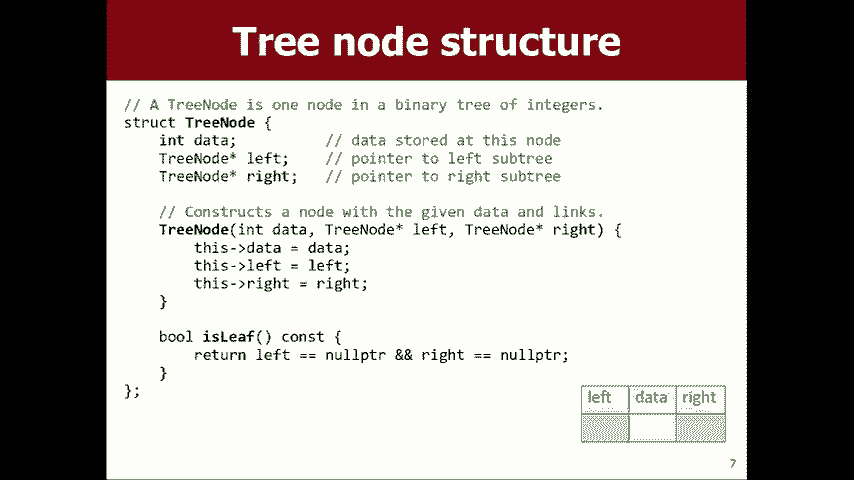 Tree node structure
// A TreeNode is one node in a binary tree of integers.
struct TreeNode {
    int data;          // data stored at this node
    TreeNode* left;    // pointer to left subtree
    TreeNode* right;   // pointer to right subtree
    // Constructs a node with the given data and links.
    TreeNode(int data, TreeNode* left, TreeNode* right) {
        this->data = data;
        this->left = left;
        this->right = right;
    }
    bool isLeaf() const {
        return left == nullptr && right == nullptr;
    }
};
left data right
7